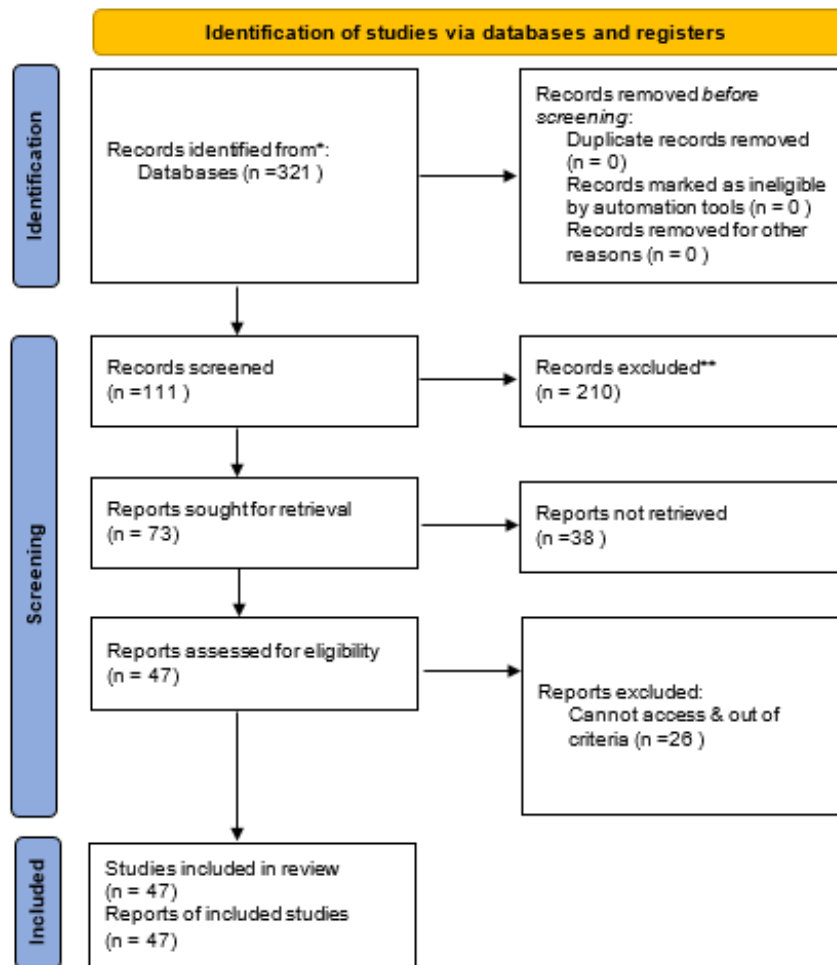 Identification of studies via databases and registers
Identification
Records identified from*:
Databases (n =321 )
Records removed before
screening:
Duplicate records removed
(n = 0)
Records marked as ineligible
by automation tools (n = 0 )
Records removed for other
reasons (n = 0 )
Screening
Records screened
(n =111 )
Records excluded**
(n = 210)
Reports sought for retrieval
(n = 73)
Reports not retrieved
(n =38 )
Reports assessed for eligibility
(n = 47)
Reports excluded:
Cannot access & out of
criteria (n =26 )
Included
Studies included in review
(n = 47)
Reports of included studies
(n = 47)